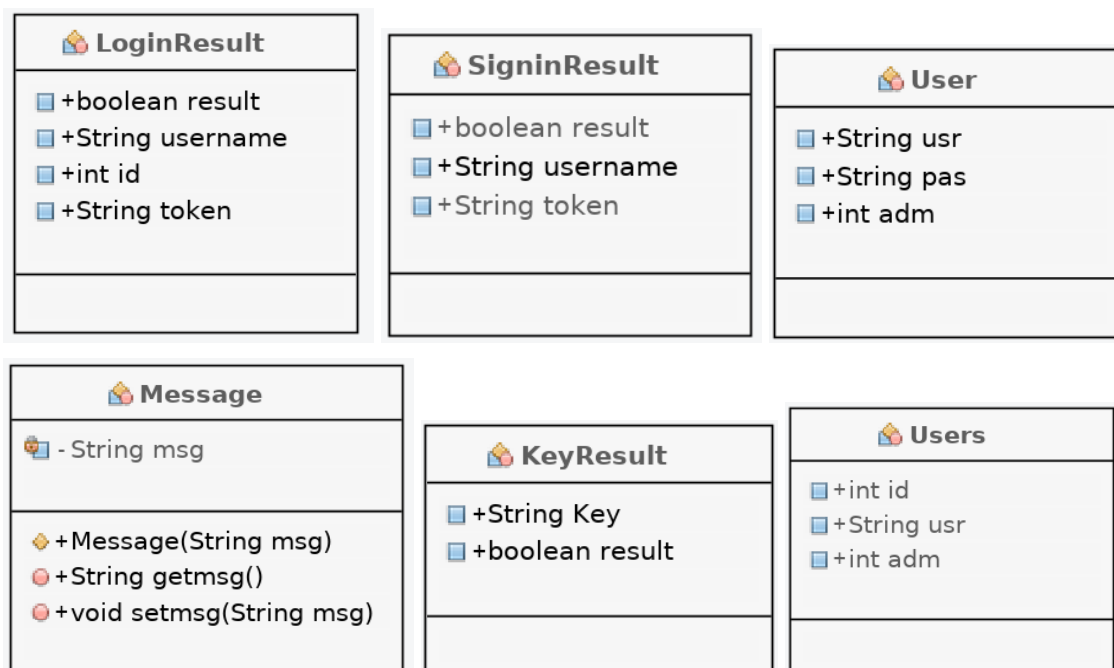 LoginResult
+boolean result
+String username
+int id
+String token
SigninResult
+boolean result
+String username
+String token
User
+String usr
+String pas
+int adm
Message
- String msg
+Message(String msg)
+String getmsg()
+void setmsg(String msg)
KeyResult
+String Key
+boolean result
Users
+int id
+String usr
+int adm